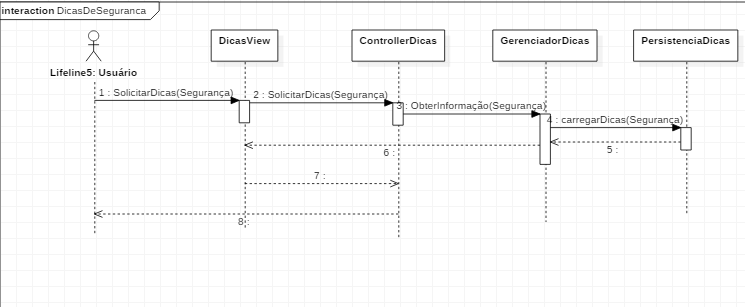 interaction DicasDeSeguranca
DicasView
ControllerDicas
GerenciadorDicas
PersistenciaDicas
Lifeline5: Usuário
1 : SolicitarDicas(Segurança)
2 : SolicitarDicas(Segurança)
3 : ObterInformação(Segurança)
4 : carregarDicas(Segurança)
5 :
6 :
7 :
8 :